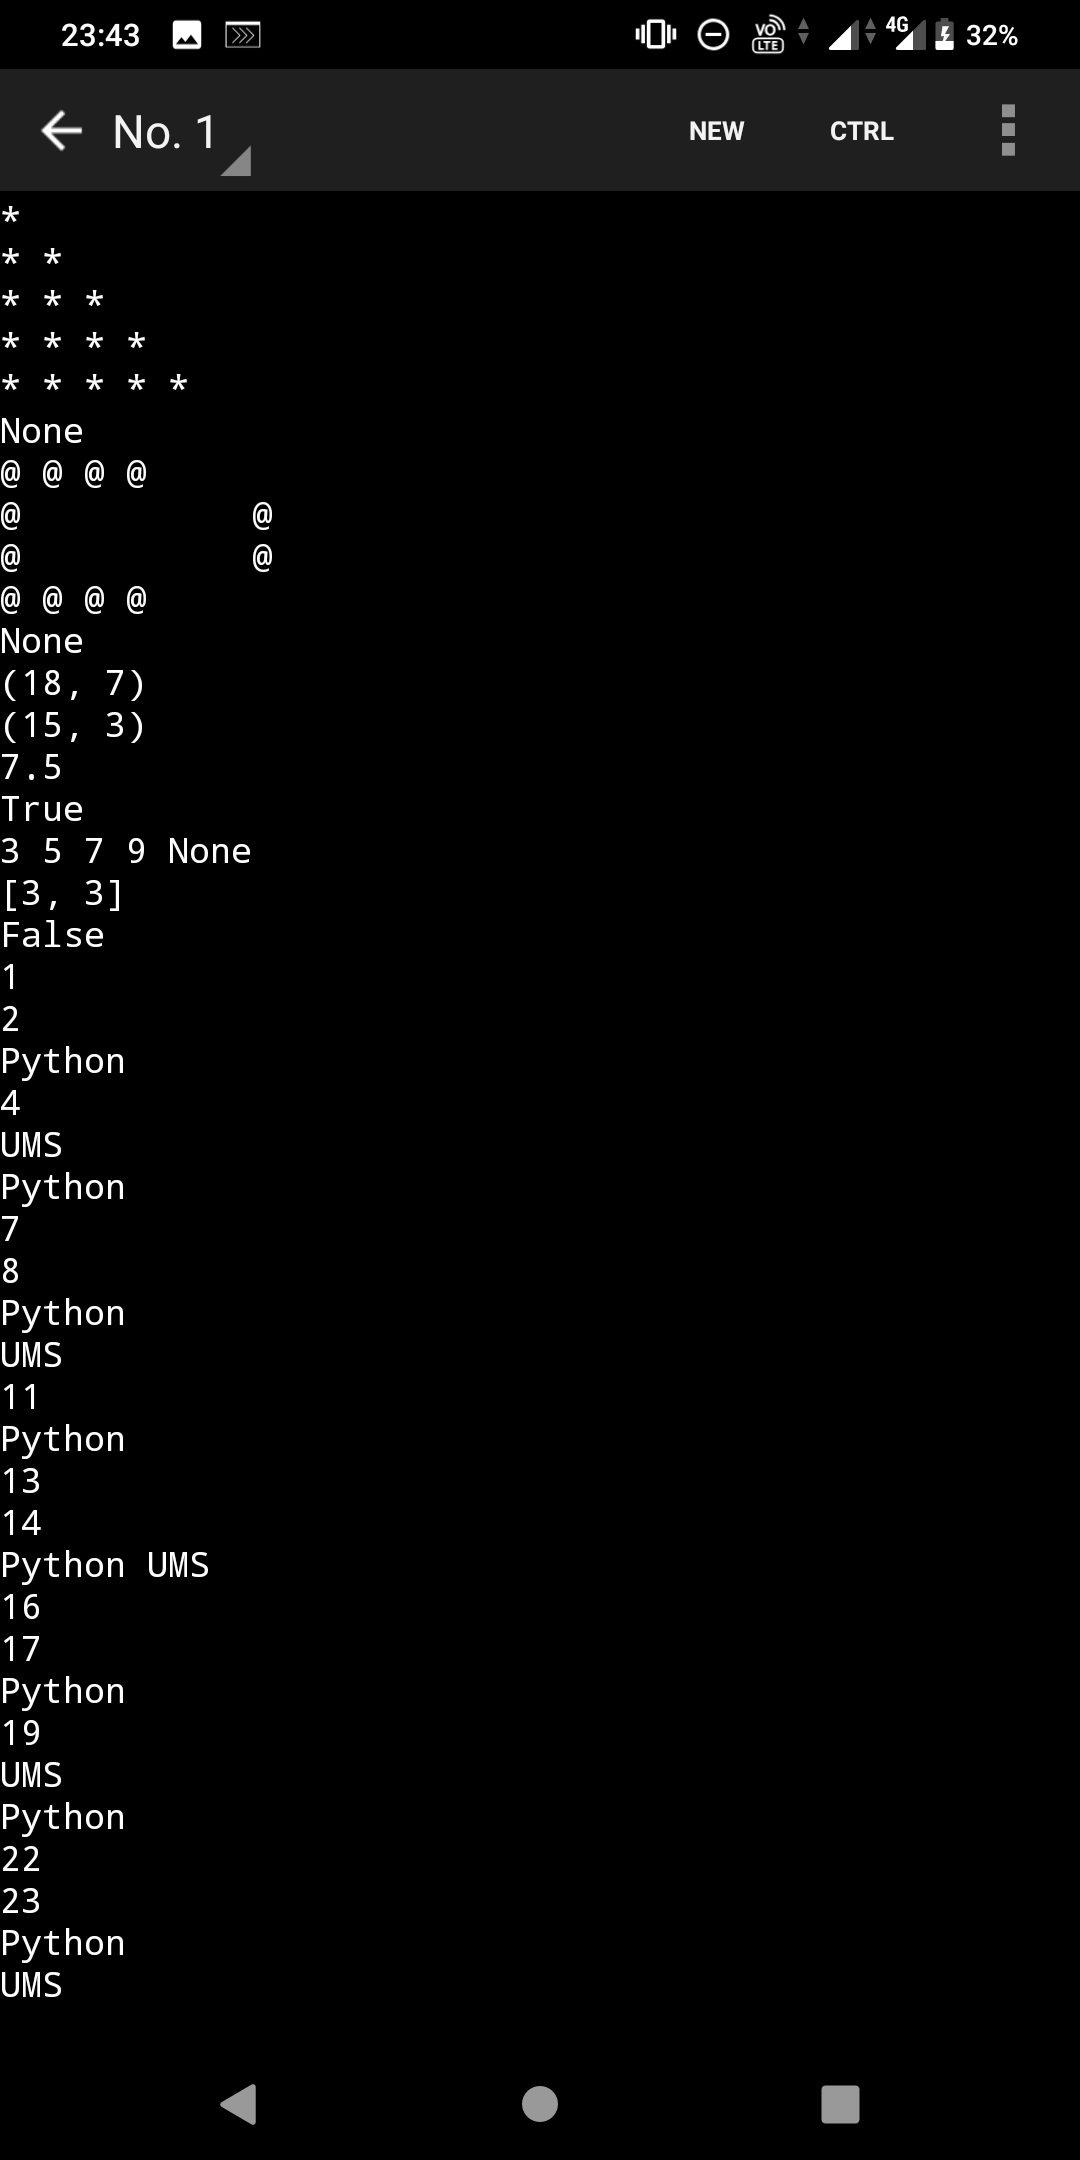 23:43 VO LTE 4G 32%
No. 1 NEW CTRL
*
* *
* * *
* * * *
* * * * *
None
@ @ @ @
@           @
@           @
@ @ @ @
None
(18, 7)
(15, 3)
7.5
True
3 5 7 9 None
[3, 3]
False
1
2
Python
4
UMS
Python
7
8
Python
UMS
11
Python
13
14
Python UMS
16
17
Python
19
UMS
Python
22
23
Python
UMS